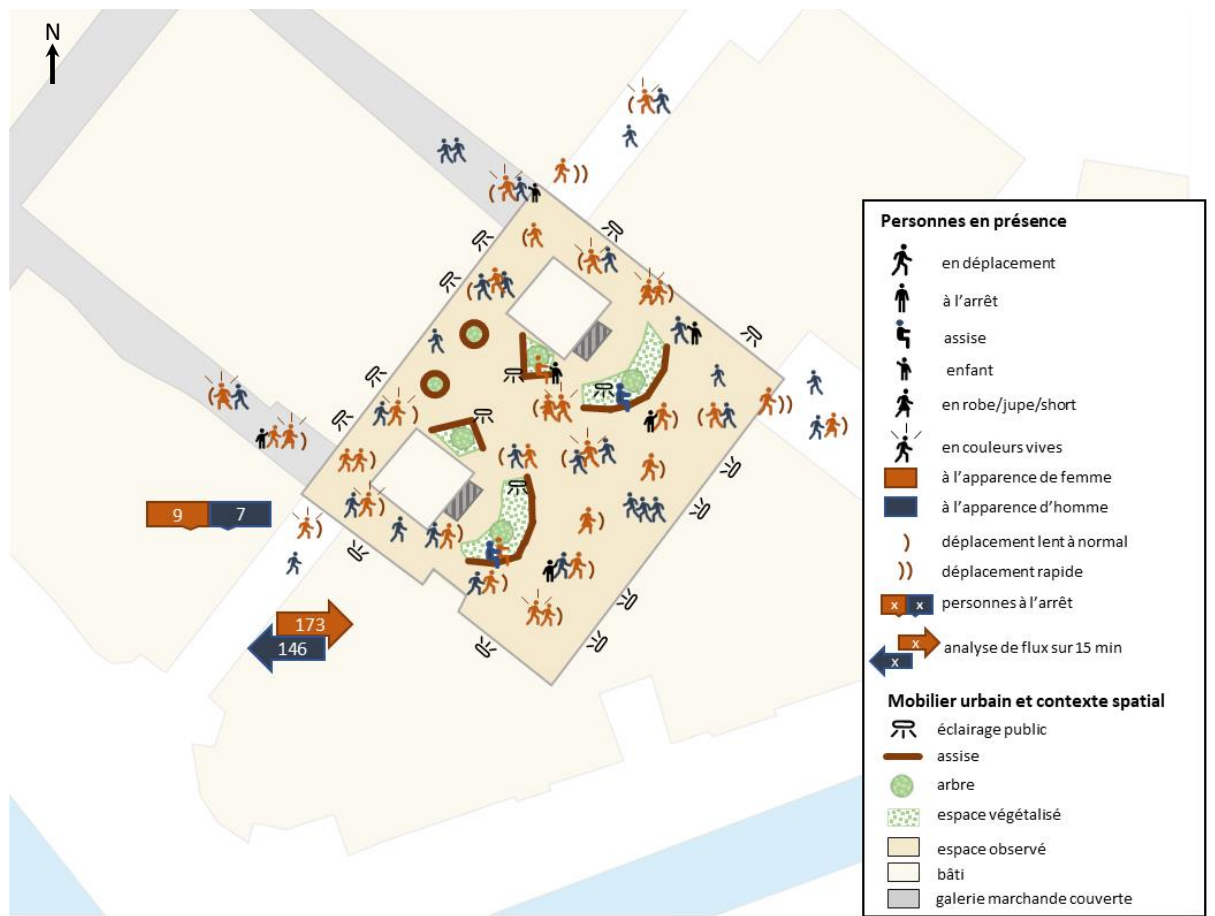 N
9 7
173
146
Personnes en présence
en déplacement
à l'arrêt
assise
enfant
en robe/jupe/short
en couleurs vives
à l'apparence de femme
à l'apparence d'homme
déplacement lent à normal
déplacement rapide
x x personnes à l'arrêt
x
x
analyse de flux sur 15 min
Mobilier urbain et contexte spatial
éclairage public
assise
arbre
espace végétalisé
espace observé
bâti
galerie marchande couverte